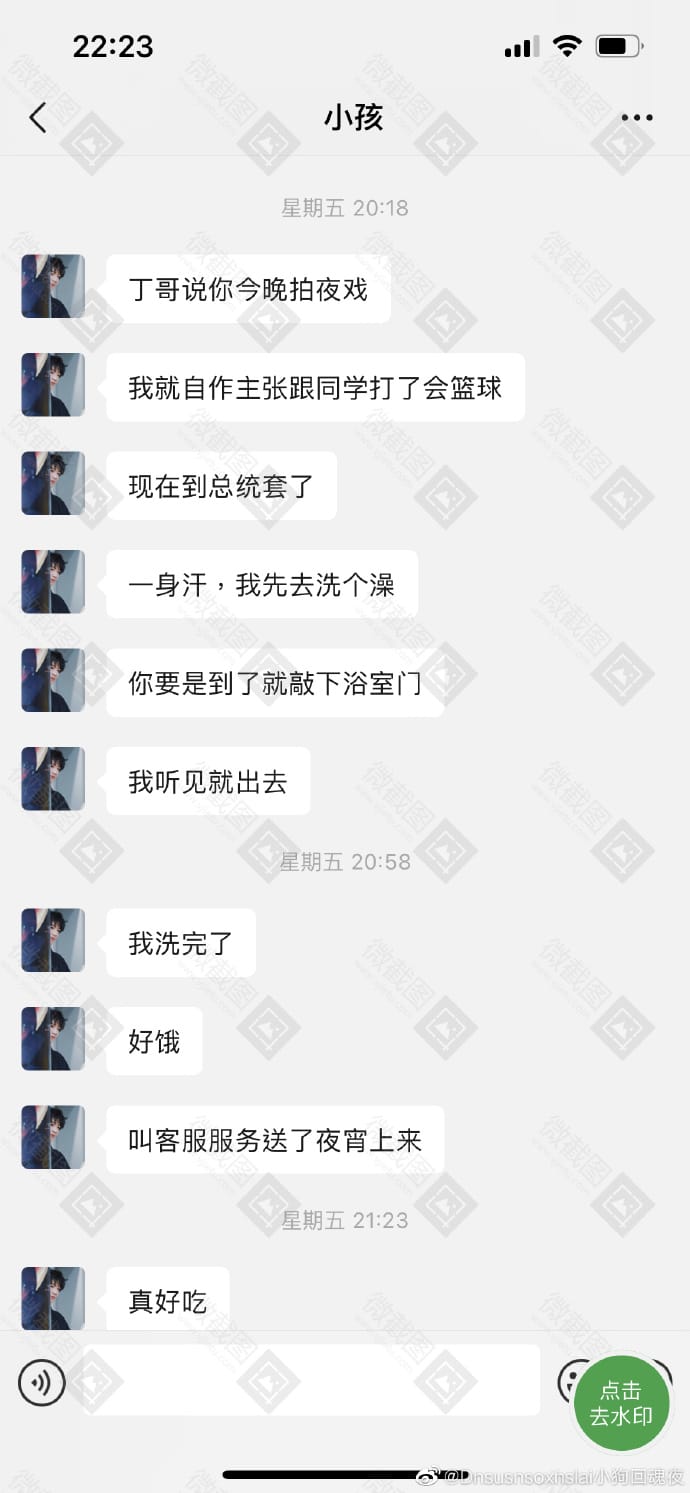 22:23
小孩
星期五 20:18
丁哥说你今晚拍夜戏
我就自作主张跟同学打了会篮球
现在到总统套了
一身汗，我先去洗个澡
你要是到了就敲下浴室门
我听见就出去
星期五 20:58
我洗完了
好饿
叫客服服务送了夜宵上来
星期五 21:23
真好吃
点击
去水印
@Dnsusnsoxhslai小狗回魂夜
微截图